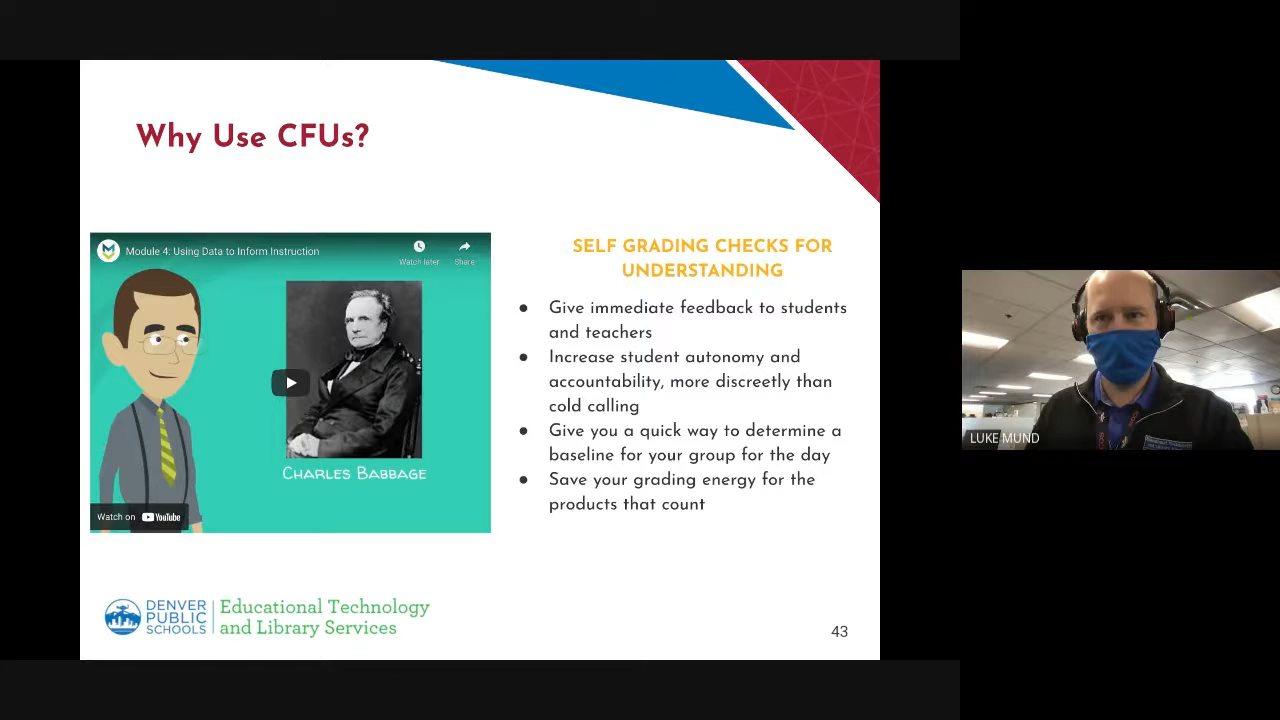 Why Use CFUs?
Module 4: Using Data to Inform Instruction
Watch later
Share
CHARLES BABBAGE
Watch on YouTube
SELF GRADING CHECKS FOR
UNDERSTANDING
● Give immediate feedback to students
and teachers
● Increase student autonomy and
accountability, more discreetly than
cold calling
● Give you a quick way to determine a
baseline for your group for the day
● Save your grading energy for the
products that count
DENVER
PUBLIC
SCHOOLS
Educational Technology
and Library Services
43
LUKE MUND